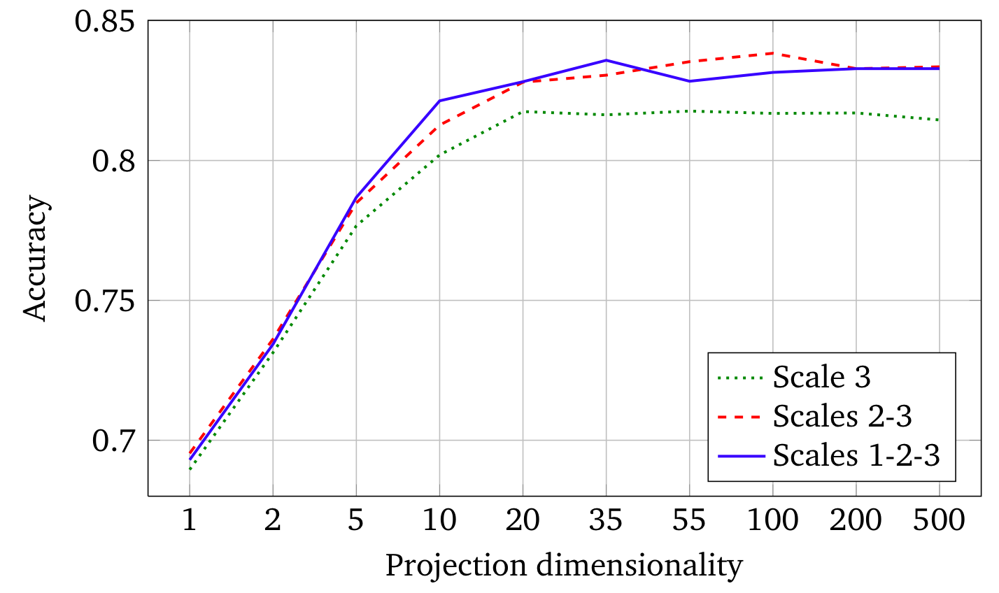 0.85
0.8
0.75
0.7
Accuracy
Scale 3
Scales 2-3
Scales 1-2-3
1 2 5 10 20 35 55 100 200 500
Projection dimensionality